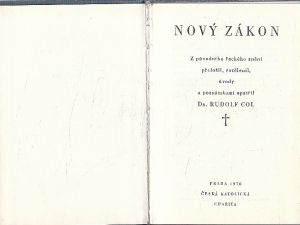 NOVÝ ZÁKON
Z původního řeckého znění
přeložil, rozčlenil,
úvody
a poznámkami opatřil
Dr. RUDOLF COL
PRAHA 1970
ČESKÁ KATOLICKÁ
CHARITA